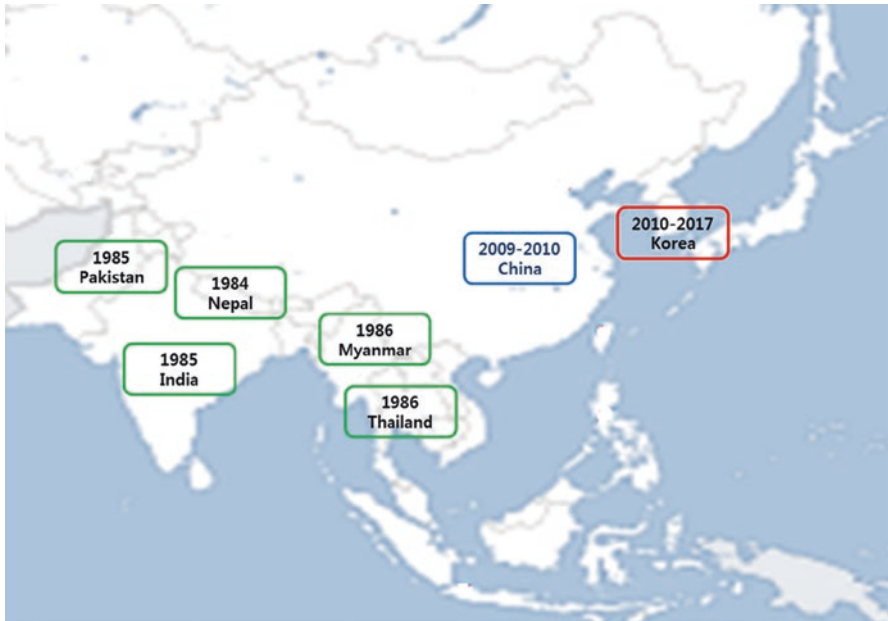 2010-2017
Korea
2009-2010
China
1985
Pakistan
1984
Nepal
1986
Myanmar
1985
India
1986
Thailand